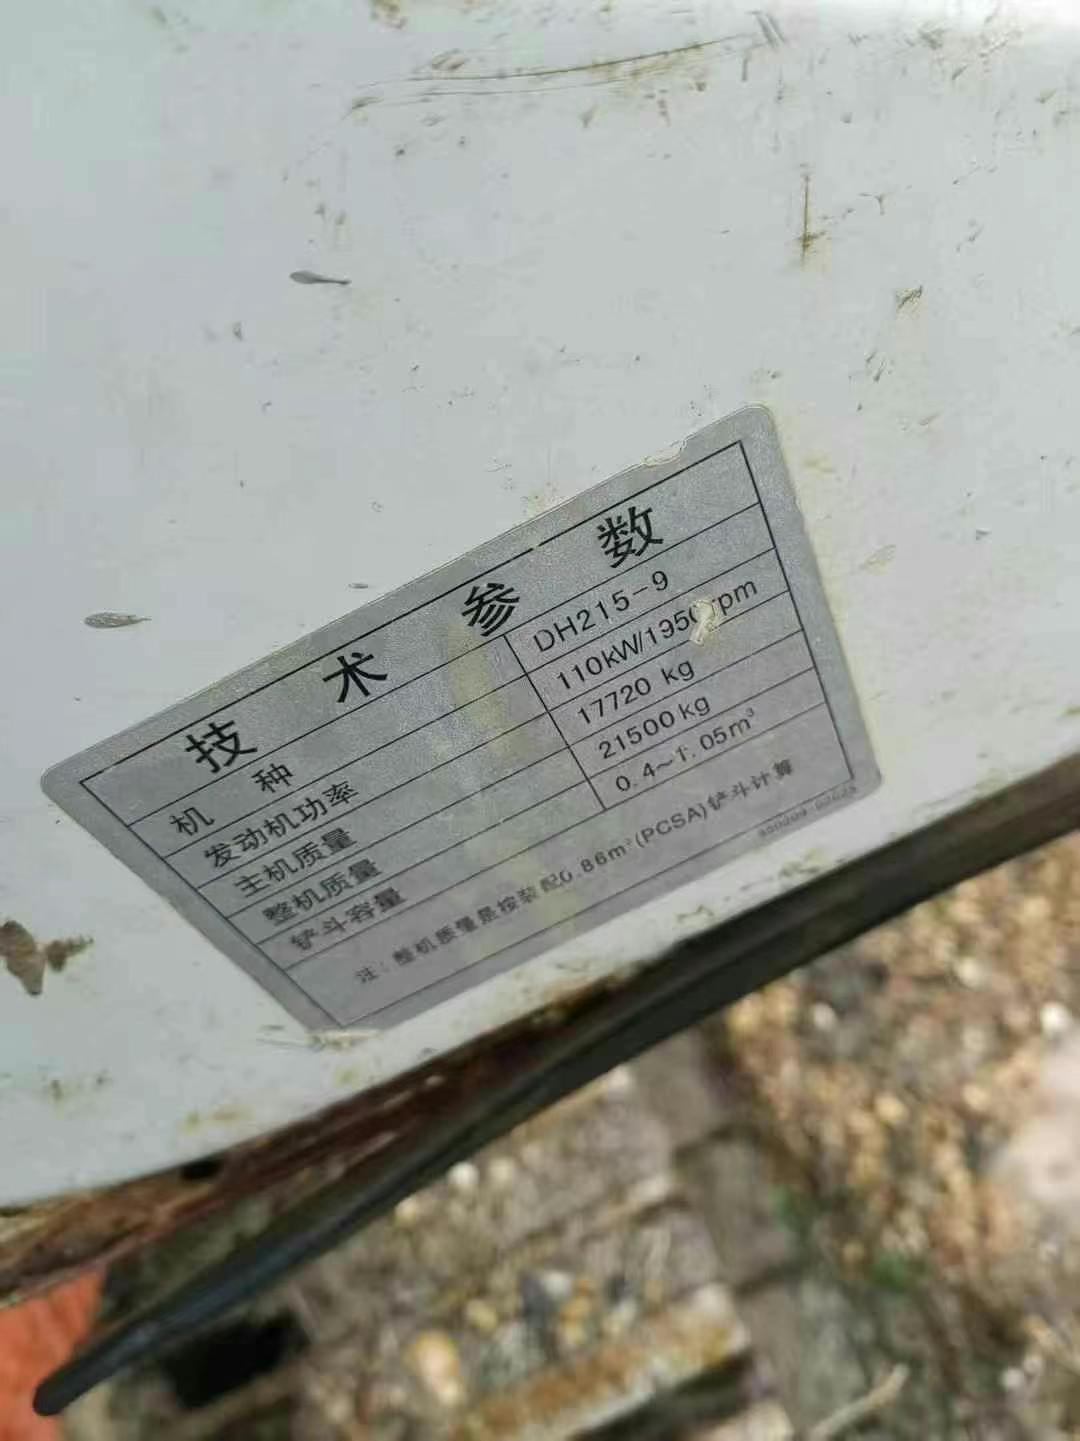 技术参数
机种 DH215-9
发动机功率 110kW/1950rpm
主机质量 17720 kg
整机质量 21500kg
铲斗容量 0.4~1.05m³
注：整机质量是按装配0.86m³(PCSA)铲斗计算